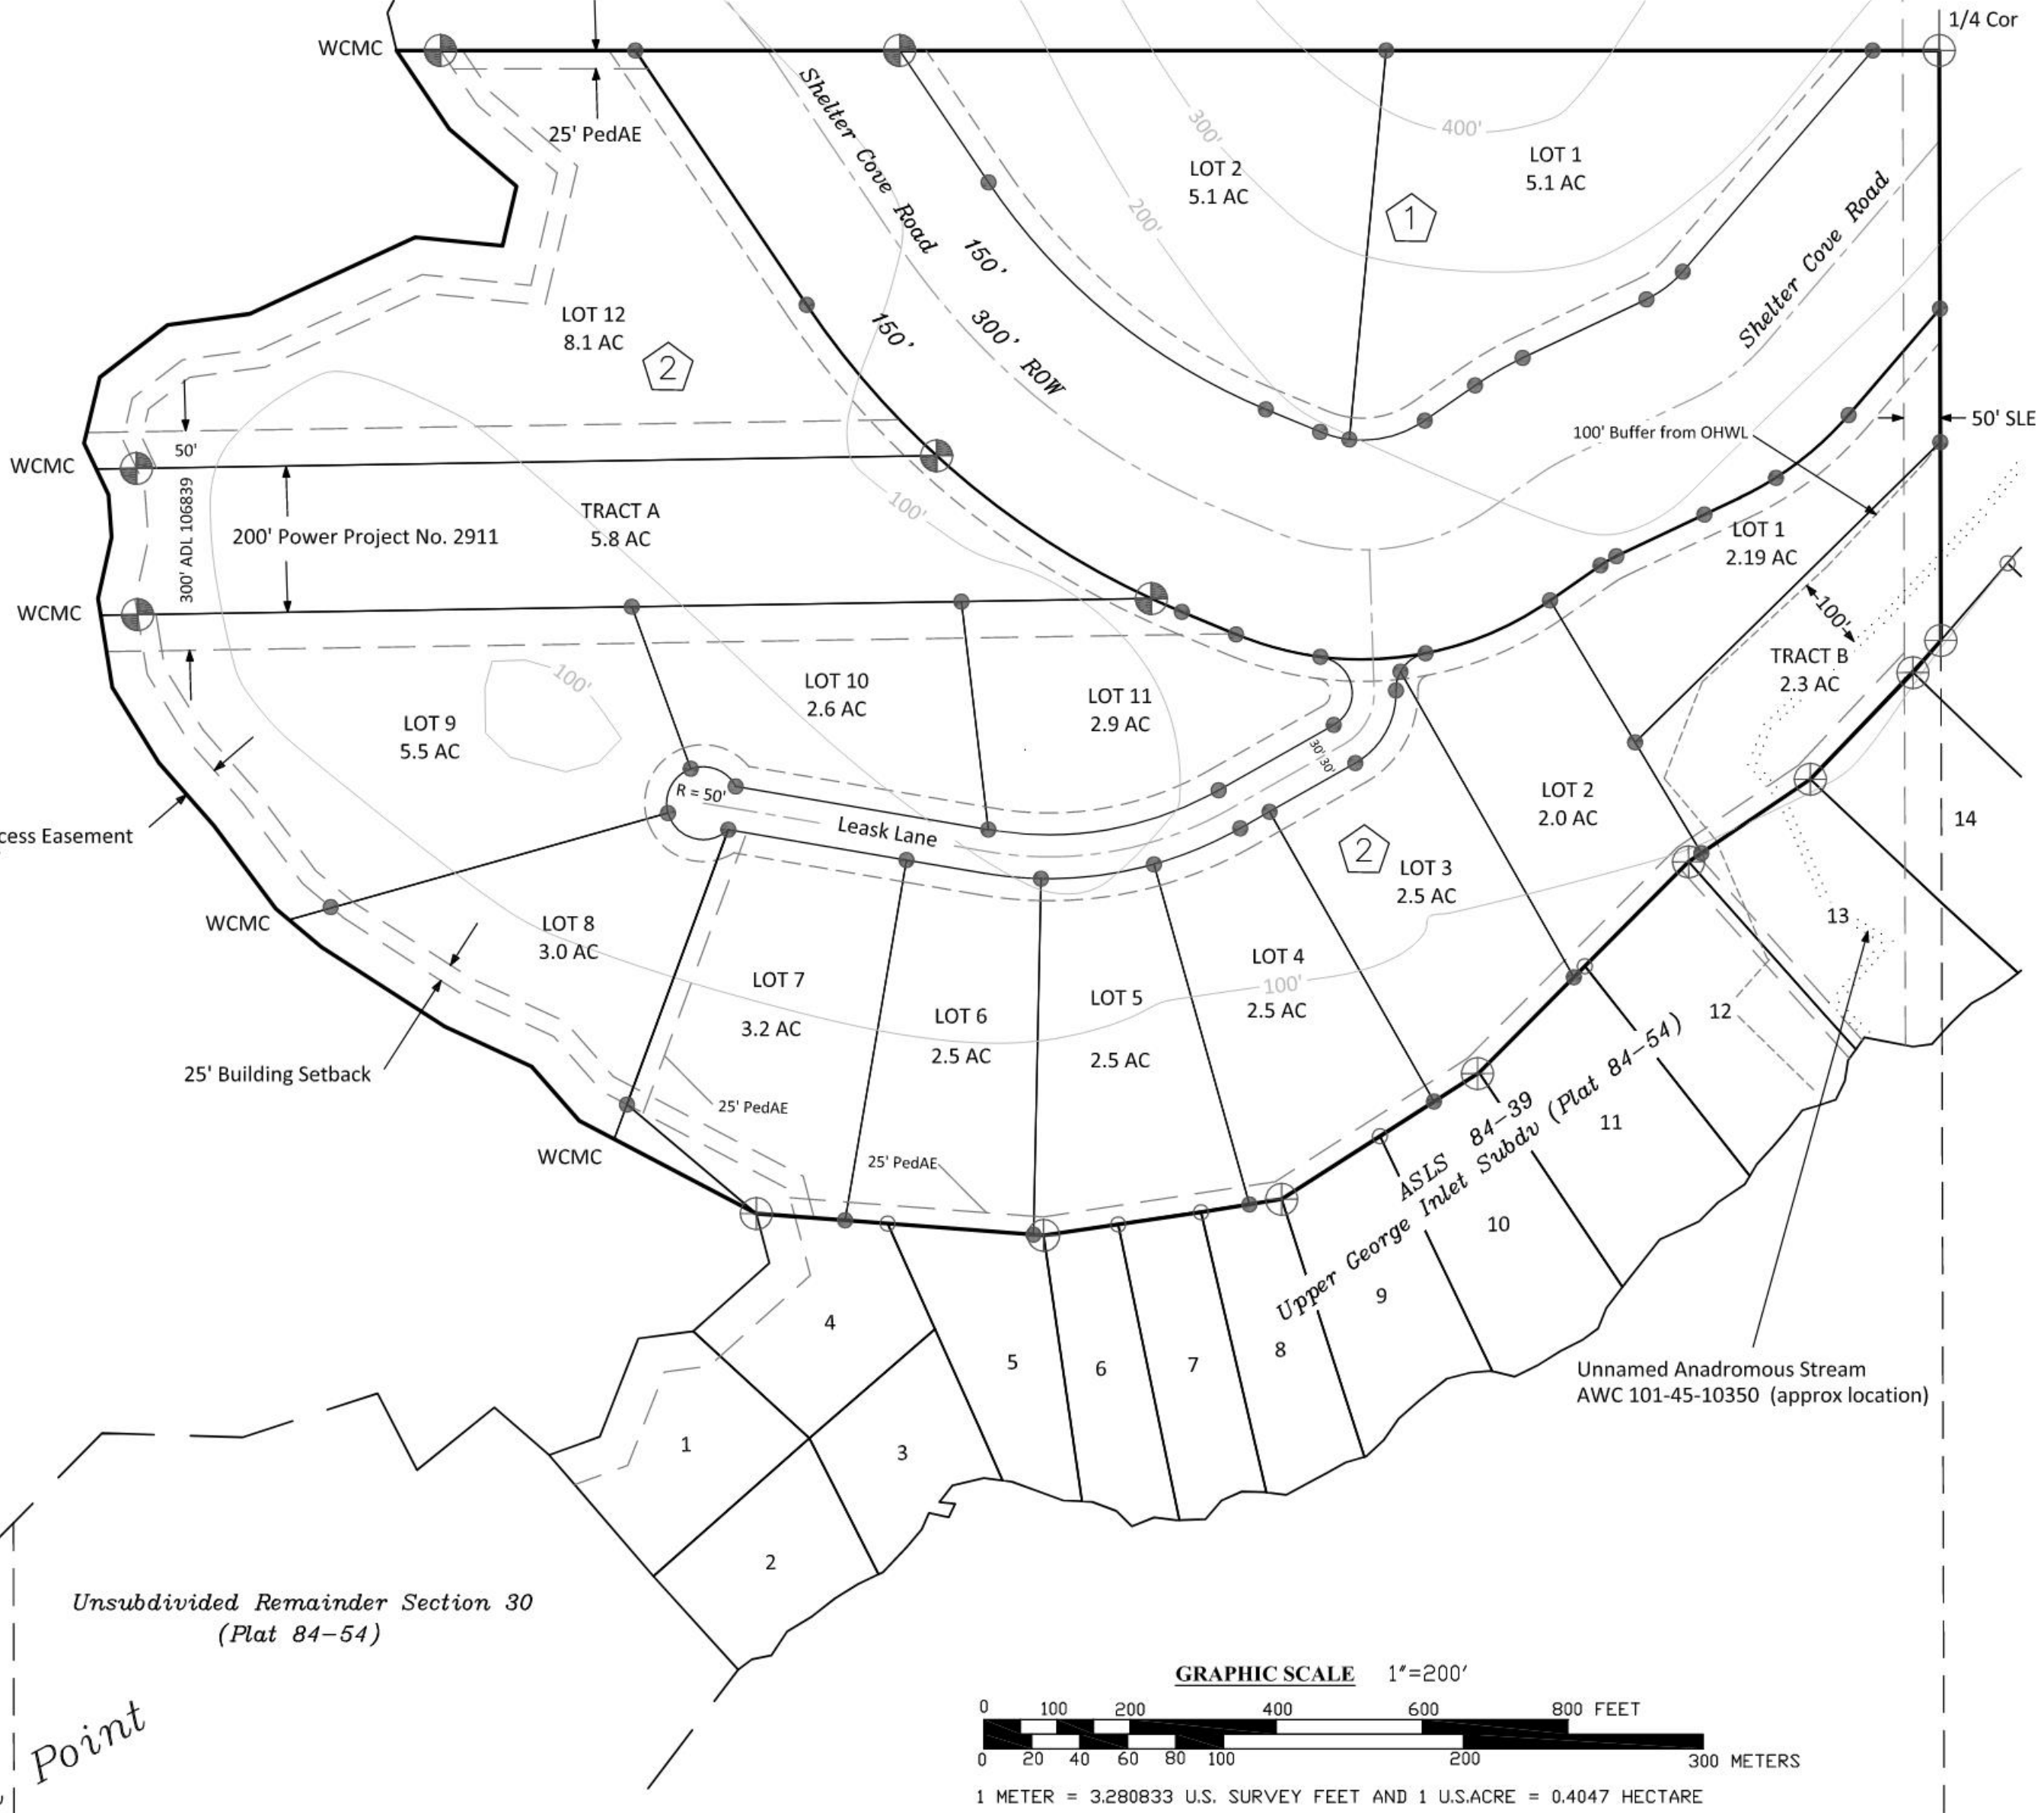 WCMC
1/4 Cor
25' PedAE
Shelter Cove Road
150'
300' ROW
150'
300'
200'
400'
LOT 2
5.1 AC
LOT 1
5.1 AC
1
Shelter Cove Road
LOT 12
8.1 AC
2
50'
50' SLE
100' Buffer from OHWL
WCMC
300' ADL 106839
200' Power Project No. 2911
TRACT A
5.8 AC
100'
LOT 1
2.19 AC
WCMC
100'
TRACT B
2.3 AC
100'
LOT 9
5.5 AC
LOT 10
2.6 AC
LOT 11
2.9 AC
30'
30'
R = 50'
Leask Lane
LOT 2
2.0 AC
14
cess Easement
2
LOT 3
2.5 AC
WCMC
LOT 8
3.0 AC
13
LOT 7
3.2 AC
LOT 6
2.5 AC
LOT 5
2.5 AC
LOT 4
2.5 AC
100'
12
25' Building Setback
25' PedAE
WCMC
25' PedAE
ASLS 84-39
Upper George Inlet Subdv (Plat 84-54)
11
10
9
8
7
6
5
4
3
1
2
Unnamed Anadromous Stream
AWC 101-45-10350 (approx location)
Unsubdivided Remainder Section 30
(Plat 84-54)
Point
GRAPHIC SCALE 1"=200'
0 100 200 400 600 800 FEET
0 20 40 60 80 100 200 300 METERS
1 METER = 3.280833 U.S. SURVEY FEET AND 1 U.S.ACRE = 0.4047 HECTARE